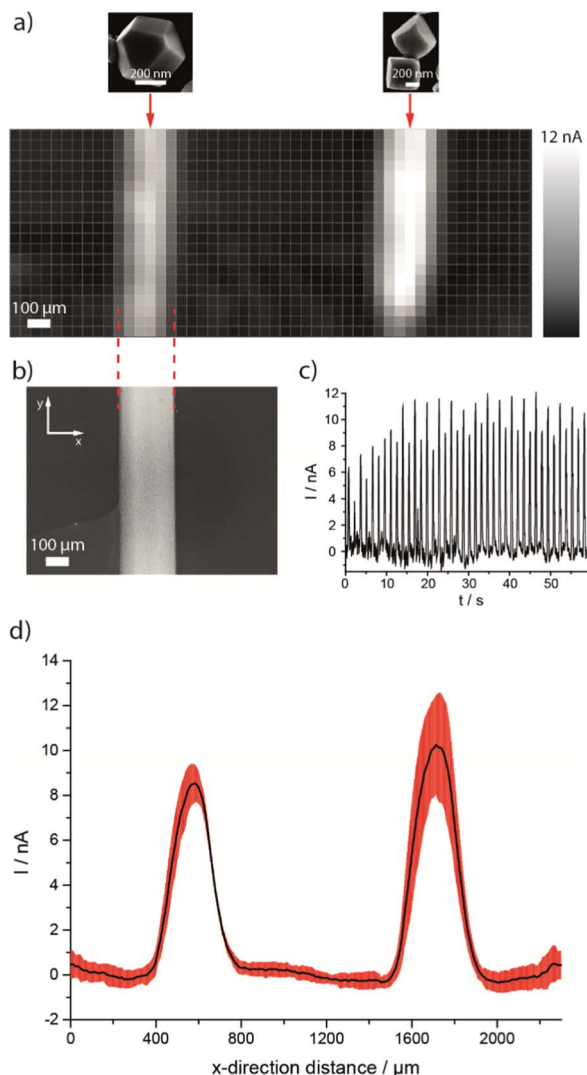 a)
200 nm
200 nm
12 nA
100 µm
b)
y
x
100 µm
c)
I / nA
12
10
8
6
4
2
0
0 10 20 30 40 50
t / s
d)
I / nA
14
12
10
8
6
4
2
0
-2
0 400 800 1200 1600 2000
x-direction distance / µm